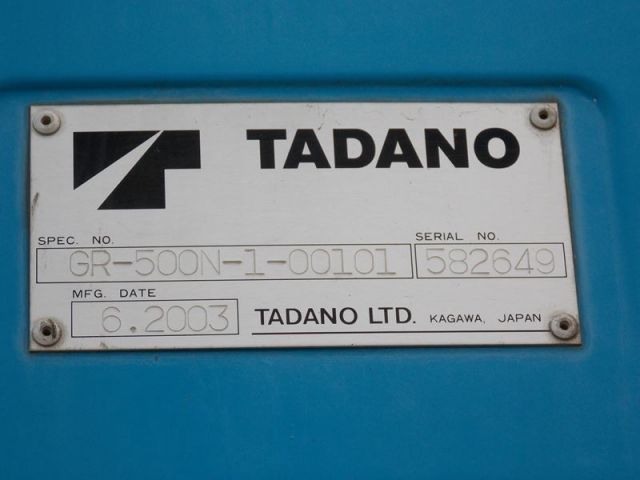 TADANO
SPEC. NO.
GR-500N-1-00101
SERIAL NO.
582649
MFG. DATE
6.2003
TADANO LTD. KAGAWA, JAPAN